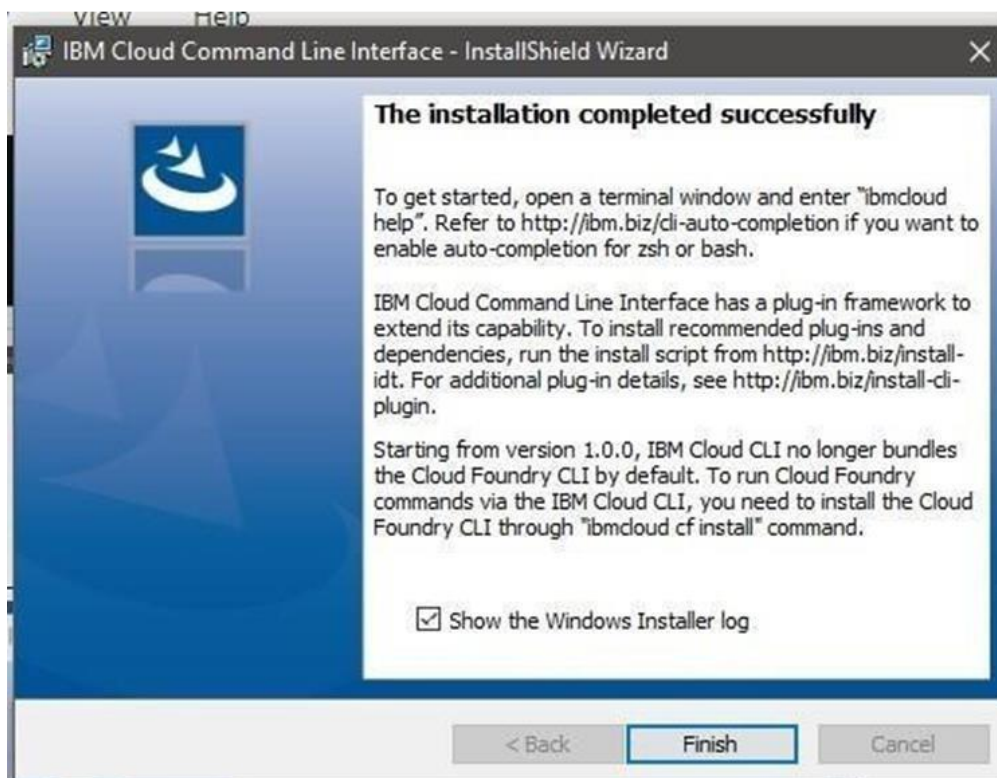 View Help
IBM Cloud Command Line Interface - InstallShield Wizard
The installation completed successfully
To get started, open a terminal window and enter "ibmcloud
help". Refer to http://ibm.biz/cli-auto-completion if you want to
enable auto-completion for zsh or bash.
IBM Cloud Command Line Interface has a plug-in framework to
extend its capability. To install recommended plug-ins and
dependencies, run the install script from http://ibm.biz/install-
idt. For additional plug-in details, see http://ibm.biz/install-cli-
plugin.
Starting from version 1.0.0, IBM Cloud CLI no longer bundles
the Cloud Foundry CLI by default. To run Cloud Foundry
commands via the IBM Cloud CLI, you need to install the Cloud
Foundry CLI through "ibmcloud cf install" command.
Show the Windows Installer log
< Back Finish Cancel